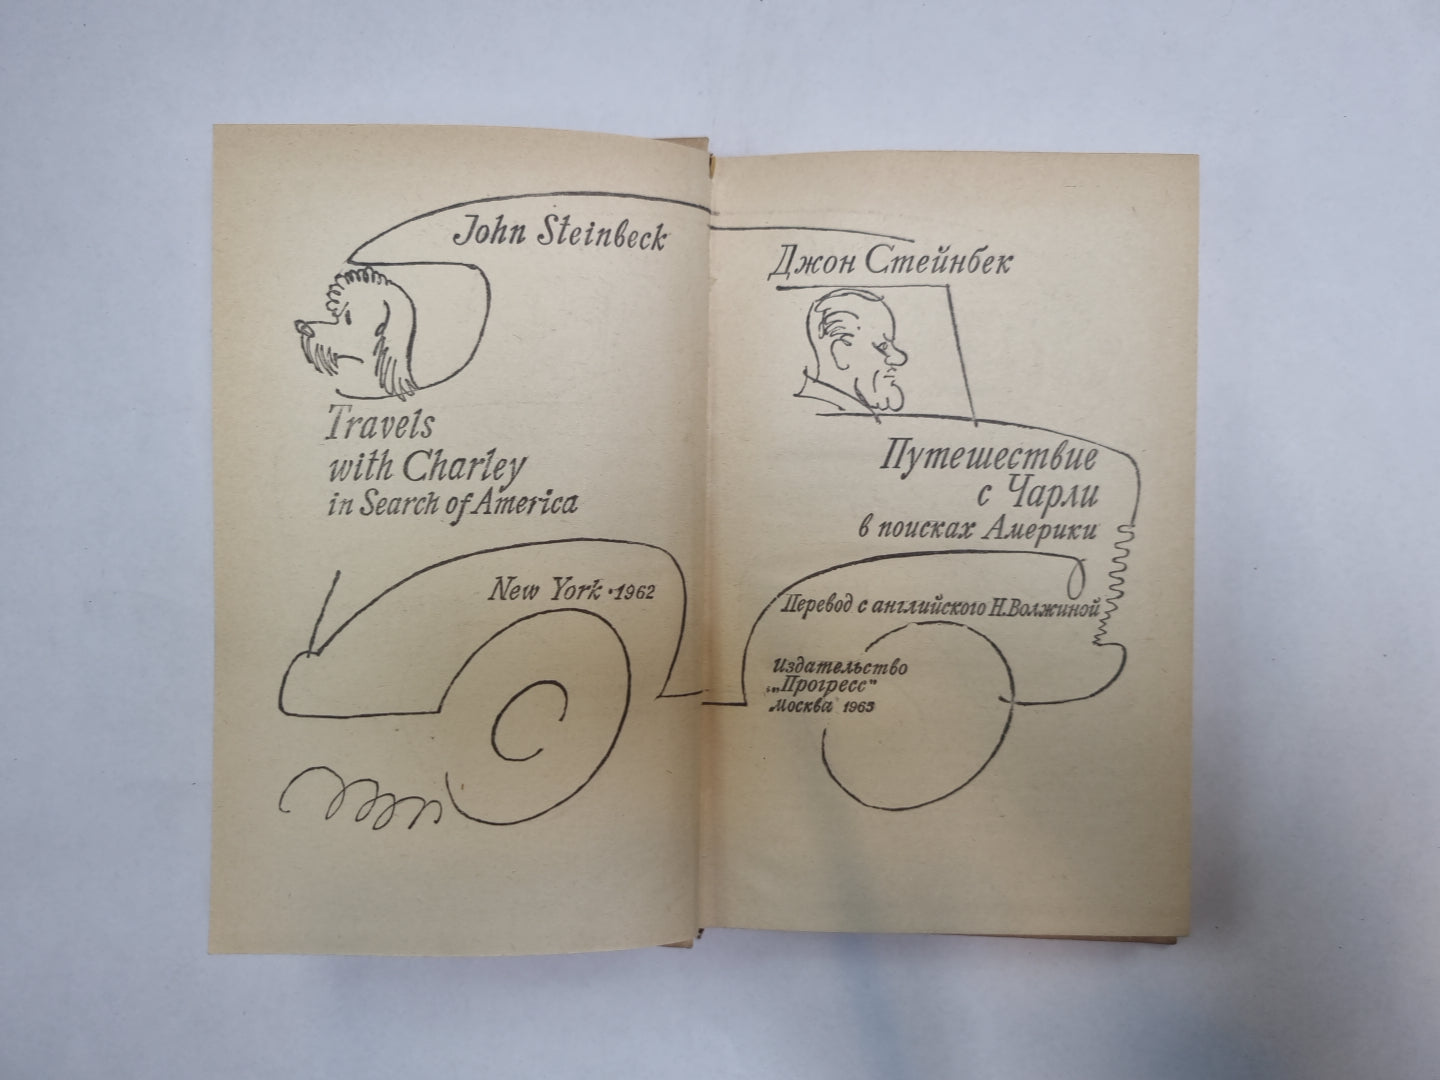 John Steinbeck
Travels
with Charley
in Search of America
New York · 1962
Джон Стейнбек
Путешествие
с Чарли
в поисках Америки
Перевод с английского Н. Волжиной
Издательство
„Прогресс"
Москва 1965